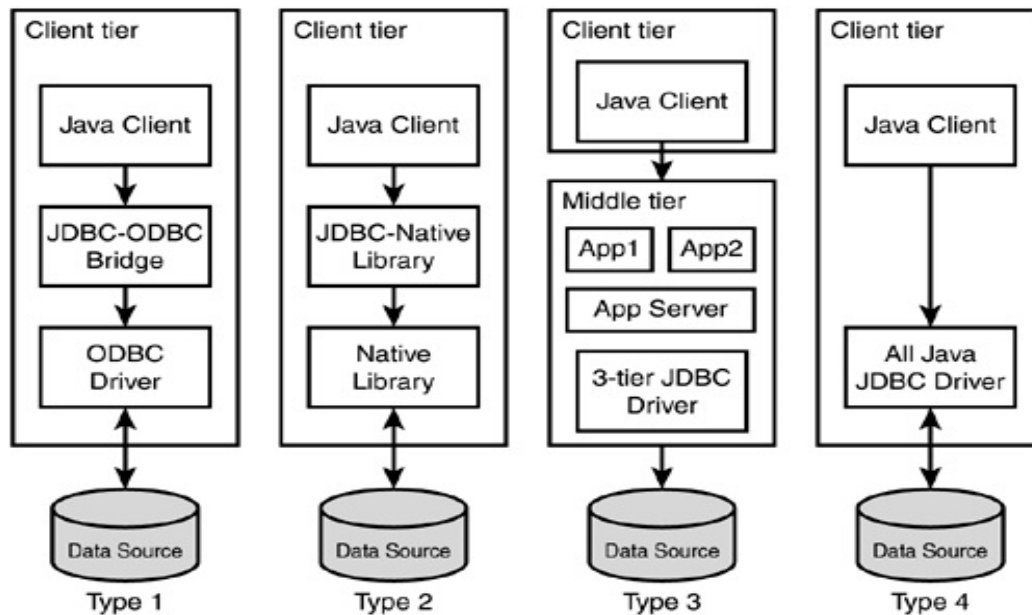 Client tier
Java Client
JDBC-ODBC
Bridge
ODBC
Driver
Data Source
Type 1
Client tier
Java Client
JDBC-Native
Library
Native
Library
Data Source
Type 2
Client tier
Java Client
Middle tier
App1
App2
App Server
3-tier JDBC
Driver
Data Source
Type 3
Client tier
Java Client
All Java
JDBC Driver
Data Source
Type 4